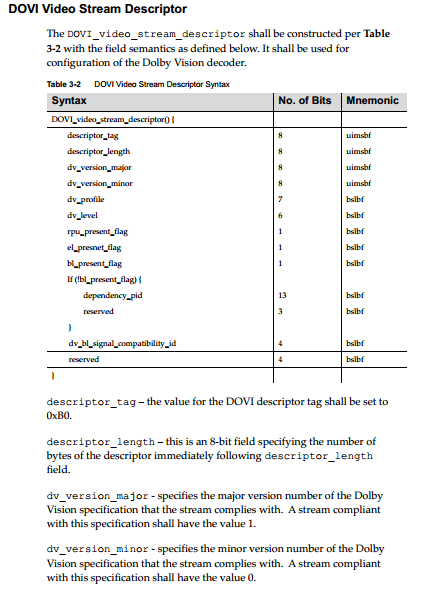 DOVI Video Stream Descriptor
The DOVI_video_stream_descriptor shall be constructed per Table
3-2 with the field semantics as defined below. It shall be used for
configuration of the Dolby Vision decoder.
Table 3-2 DOVI Video Stream Descriptor Syntax
Syntax No. of Bits Mnemonic
DOVI_video_stream_descriptor() {
descriptor_tag 8 uimsbf
descriptor_length 8 uimsbf
dv_version_major 8 uimsbf
dv_version_minor 8 uimsbf
dv_profile 7 bslbf
dv_level 6 bslbf
rpu_present_flag 1 bslbf
el_presnet_flag 1 bslbf
bl_present_flag 1 bslbf
If (!bl_present_flag) {
dependency_pid 13 bslbf
reserved 3 bslbf
}
dv_bl_signal_compatibility_id 4 bslbf
reserved 4 bslbf
}
descriptor_tag – the value for the DOVI descriptor tag shall be set to
0xB0.
descriptor_length – this is an 8-bit field specifying the number of
bytes of the descriptor immediately following descriptor_length
field.
dv_version_major - specifies the major version number of the Dolby
Vision specification that the stream complies with. A stream compliant
with this specification shall have the value 1.
dv_version_minor - specifies the minor version number of the Dolby
Vision specification that the stream complies with. A stream compliant
with this specification shall have the value 0.